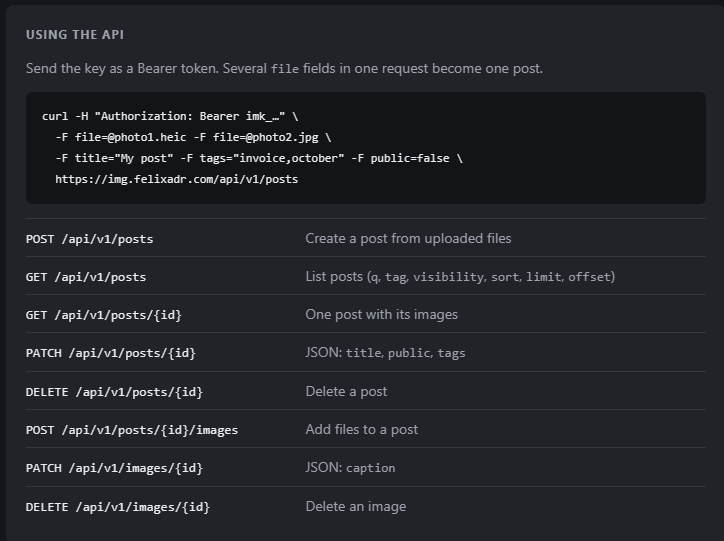 USING THE API
Send the key as a Bearer token. Several file fields in one request become one post.
curl -H "Authorization: Bearer imk_…" \
-F file=@photo1.heic -F file=@photo2.jpg \
-F title="My post" -F tags="invoice,october" -F public=false \
https://img.felixadr.com/api/v1/posts
POST /api/v1/posts Create a post from uploaded files
GET /api/v1/posts List posts (q, tag, visibility, sort, limit, offset)
GET /api/v1/posts/{id} One post with its images
PATCH /api/v1/posts/{id} JSON: title, public, tags
DELETE /api/v1/posts/{id} Delete a post
POST /api/v1/posts/{id}/images Add files to a post
PATCH /api/v1/images/{id} JSON: caption
DELETE /api/v1/images/{id} Delete an image